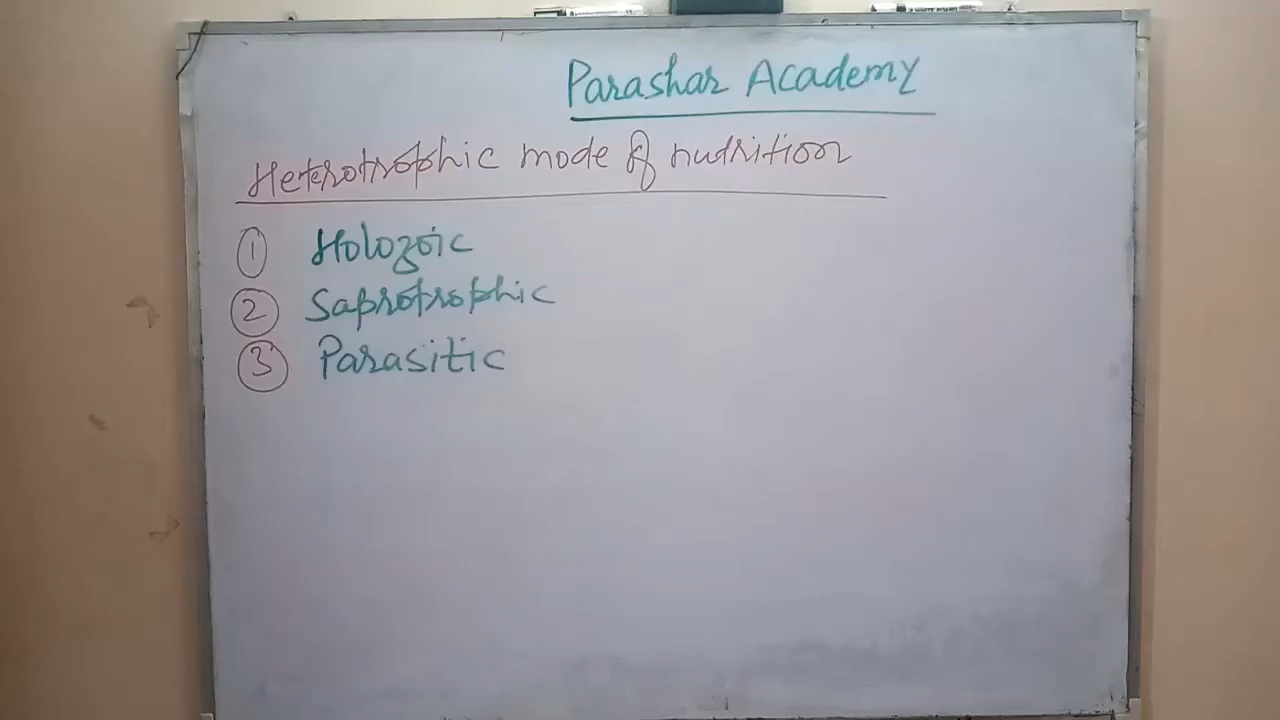 Parashar Academy
Heterotrophic mode of nutrition
1 Holozoic
2 Saprotrophic
3 Parasitic